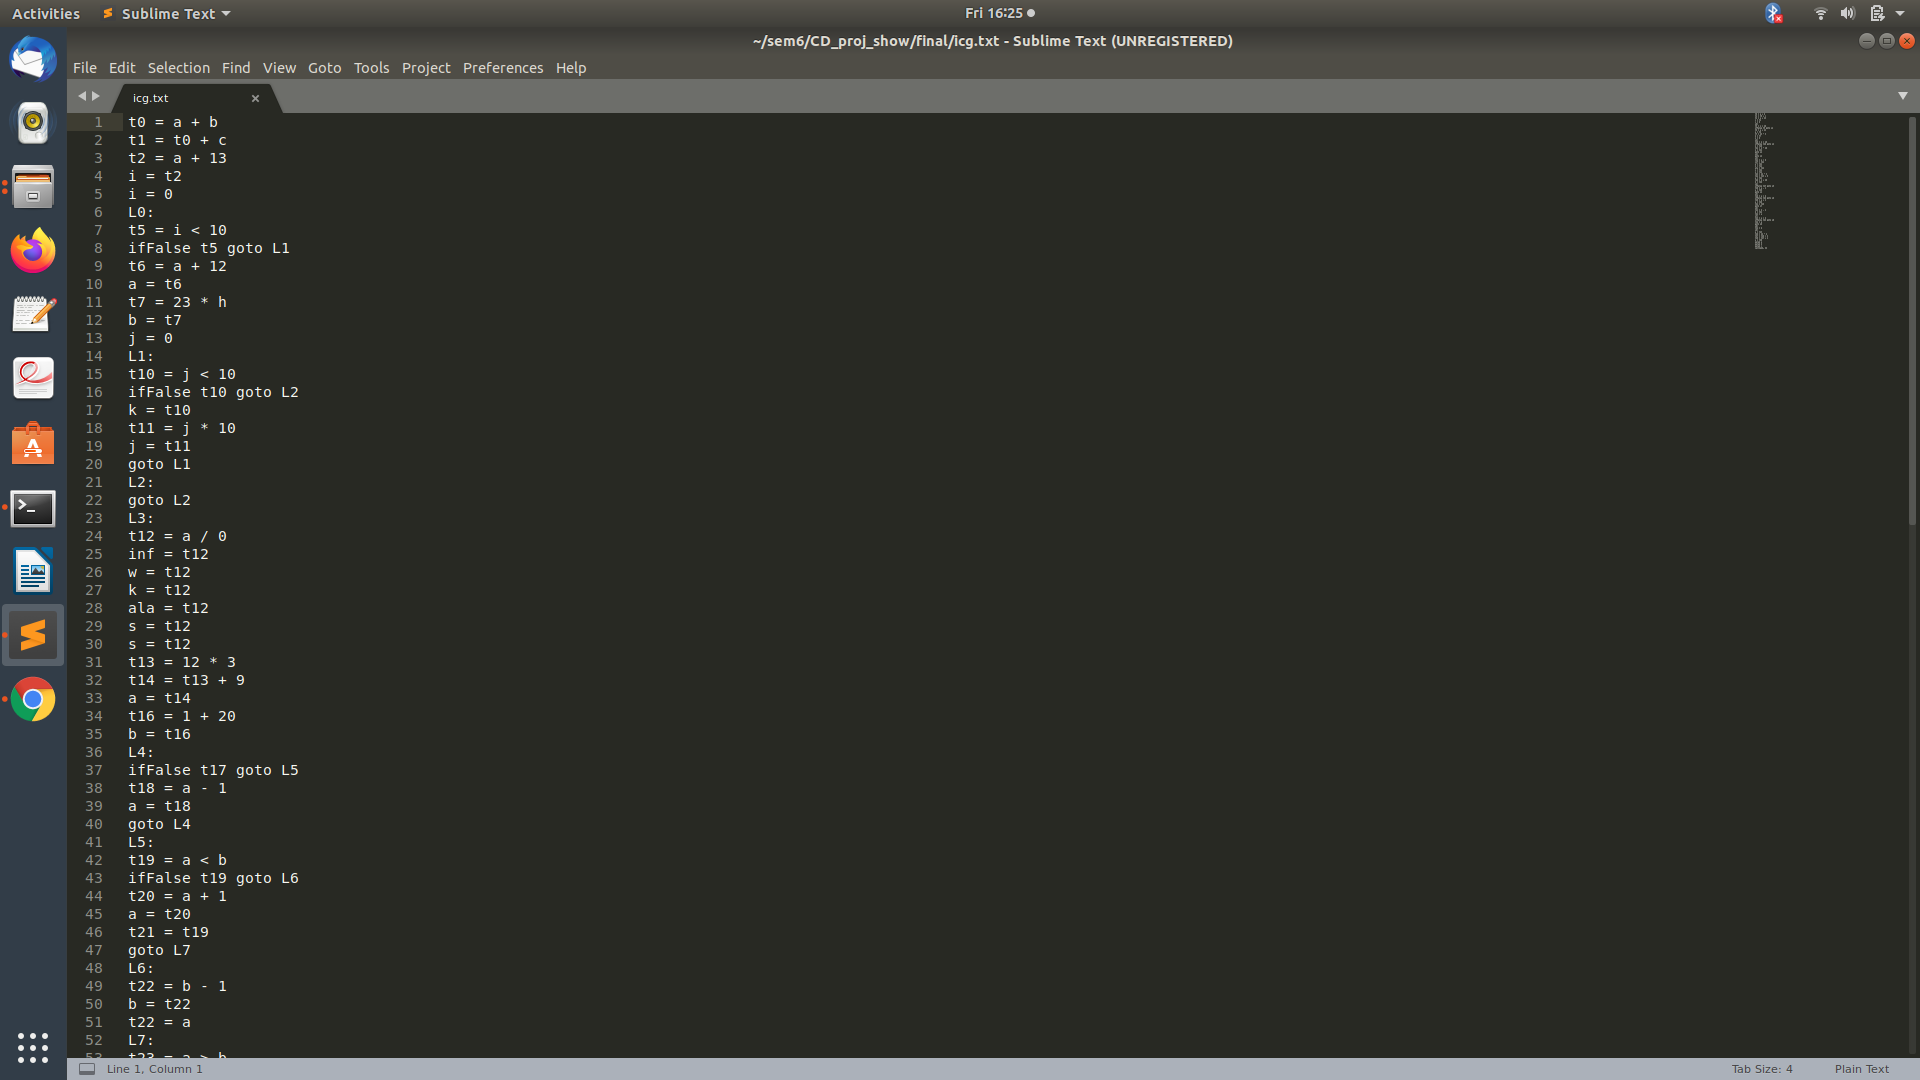 Activities
Sublime Text
Fri 16:25
~/sem6/CD_proj_show/final/icg.txt - Sublime Text (UNREGISTERED)
File Edit Selection Find View Goto Tools Project Preferences Help
icg.txt
1 t0 = a + b
2 t1 = t0 + c
3 t2 = a + 13
4 i = t2
5 i = 0
6 L0:
7 t5 = i < 10
8 ifFalse t5 goto L1
9 t6 = a + 12
10 a = t6
11 t7 = 23 * h
12 b = t7
13 j = 0
14 L1:
15 t10 = j < 10
16 ifFalse t10 goto L2
17 k = t10
18 t11 = j * 10
19 j = t11
20 goto L1
21 L2:
22 goto L2
23 L3:
24 t12 = a / 0
25 inf = t12
26 w = t12
27 k = t12
28 ala = t12
29 s = t12
30 s = t12
31 t13 = 12 * 3
32 t14 = t13 + 9
33 a = t14
34 t16 = 1 + 20
35 b = t16
36 L4:
37 ifFalse t17 goto L5
38 t18 = a - 1
39 a = t18
40 goto L4
41 L5:
42 t19 = a < b
43 ifFalse t19 goto L6
44 t20 = a + 1
45 a = t20
46 t21 = t19
47 goto L7
48 L6:
49 t22 = b - 1
50 b = t22
51 t22 = a
52 L7:
53 t23 = a > b
Line 1, Column 1
Tab Size: 4
Plain Text